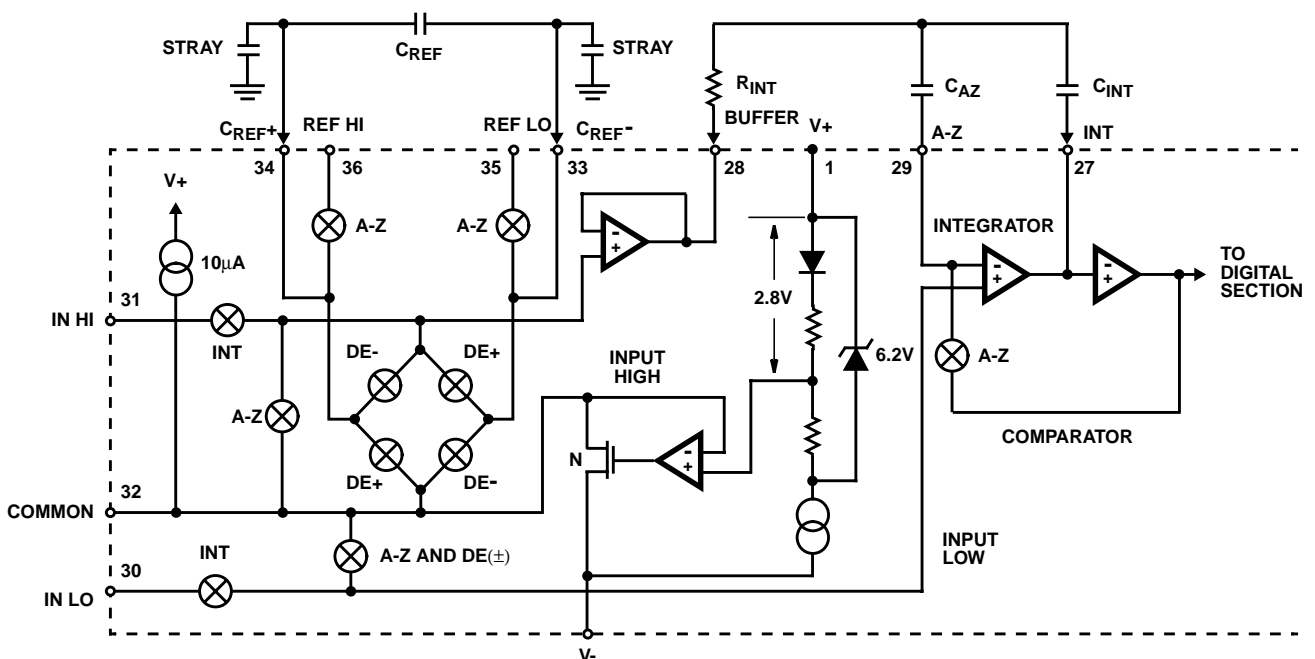 STRAY
CREF
STRAY
RINT
CAZ
CINT
CREF+
REF HI
REF LO
CREF-
BUFFER
V+
A-Z
INT
34
36
35
33
28
1
29
27
V+
A-Z
A-Z
INTEGRATOR
10μA
TO
DIGITAL
SECTION
2.8V
31
IN HI
INT
DE-
DE+
INPUT
HIGH
6.2V
A-Z
A-Z
N
COMPARATOR
DE+
DE-
32
COMMON
INT
A-Z AND DE(±)
INPUT
LOW
30
IN LO
V-
-
+
-
+
-
-
+